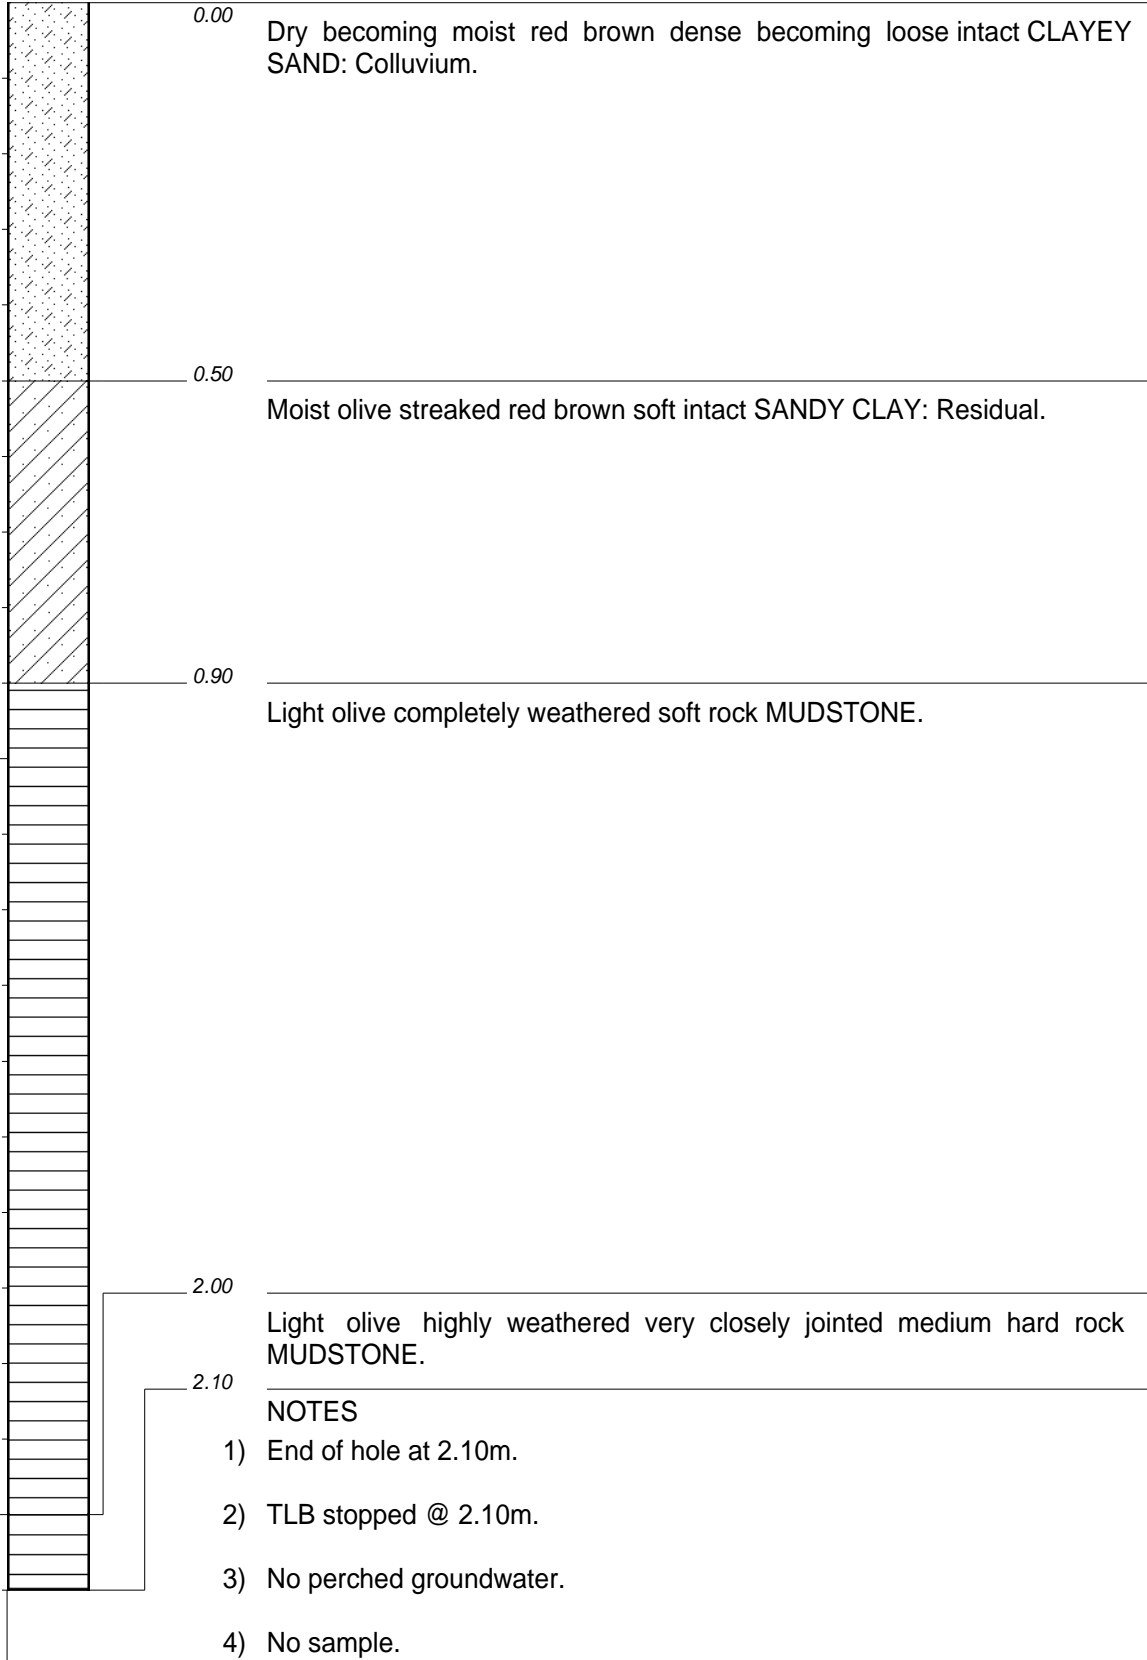 0.00
Dry becoming moist red brown dense becoming loose intact CLAYEY
SAND: Colluvium.
0.50
Moist olive streaked red brown soft intact SANDY CLAY: Residual.
0.90
Light olive completely weathered soft rock MUDSTONE.
2.00
Light olive highly weathered very closely jointed medium hard rock
MUDSTONE.
2.10
NOTES
1) End of hole at 2.10m.
2) TLB stopped @ 2.10m.
3) No perched groundwater.
4) No sample.